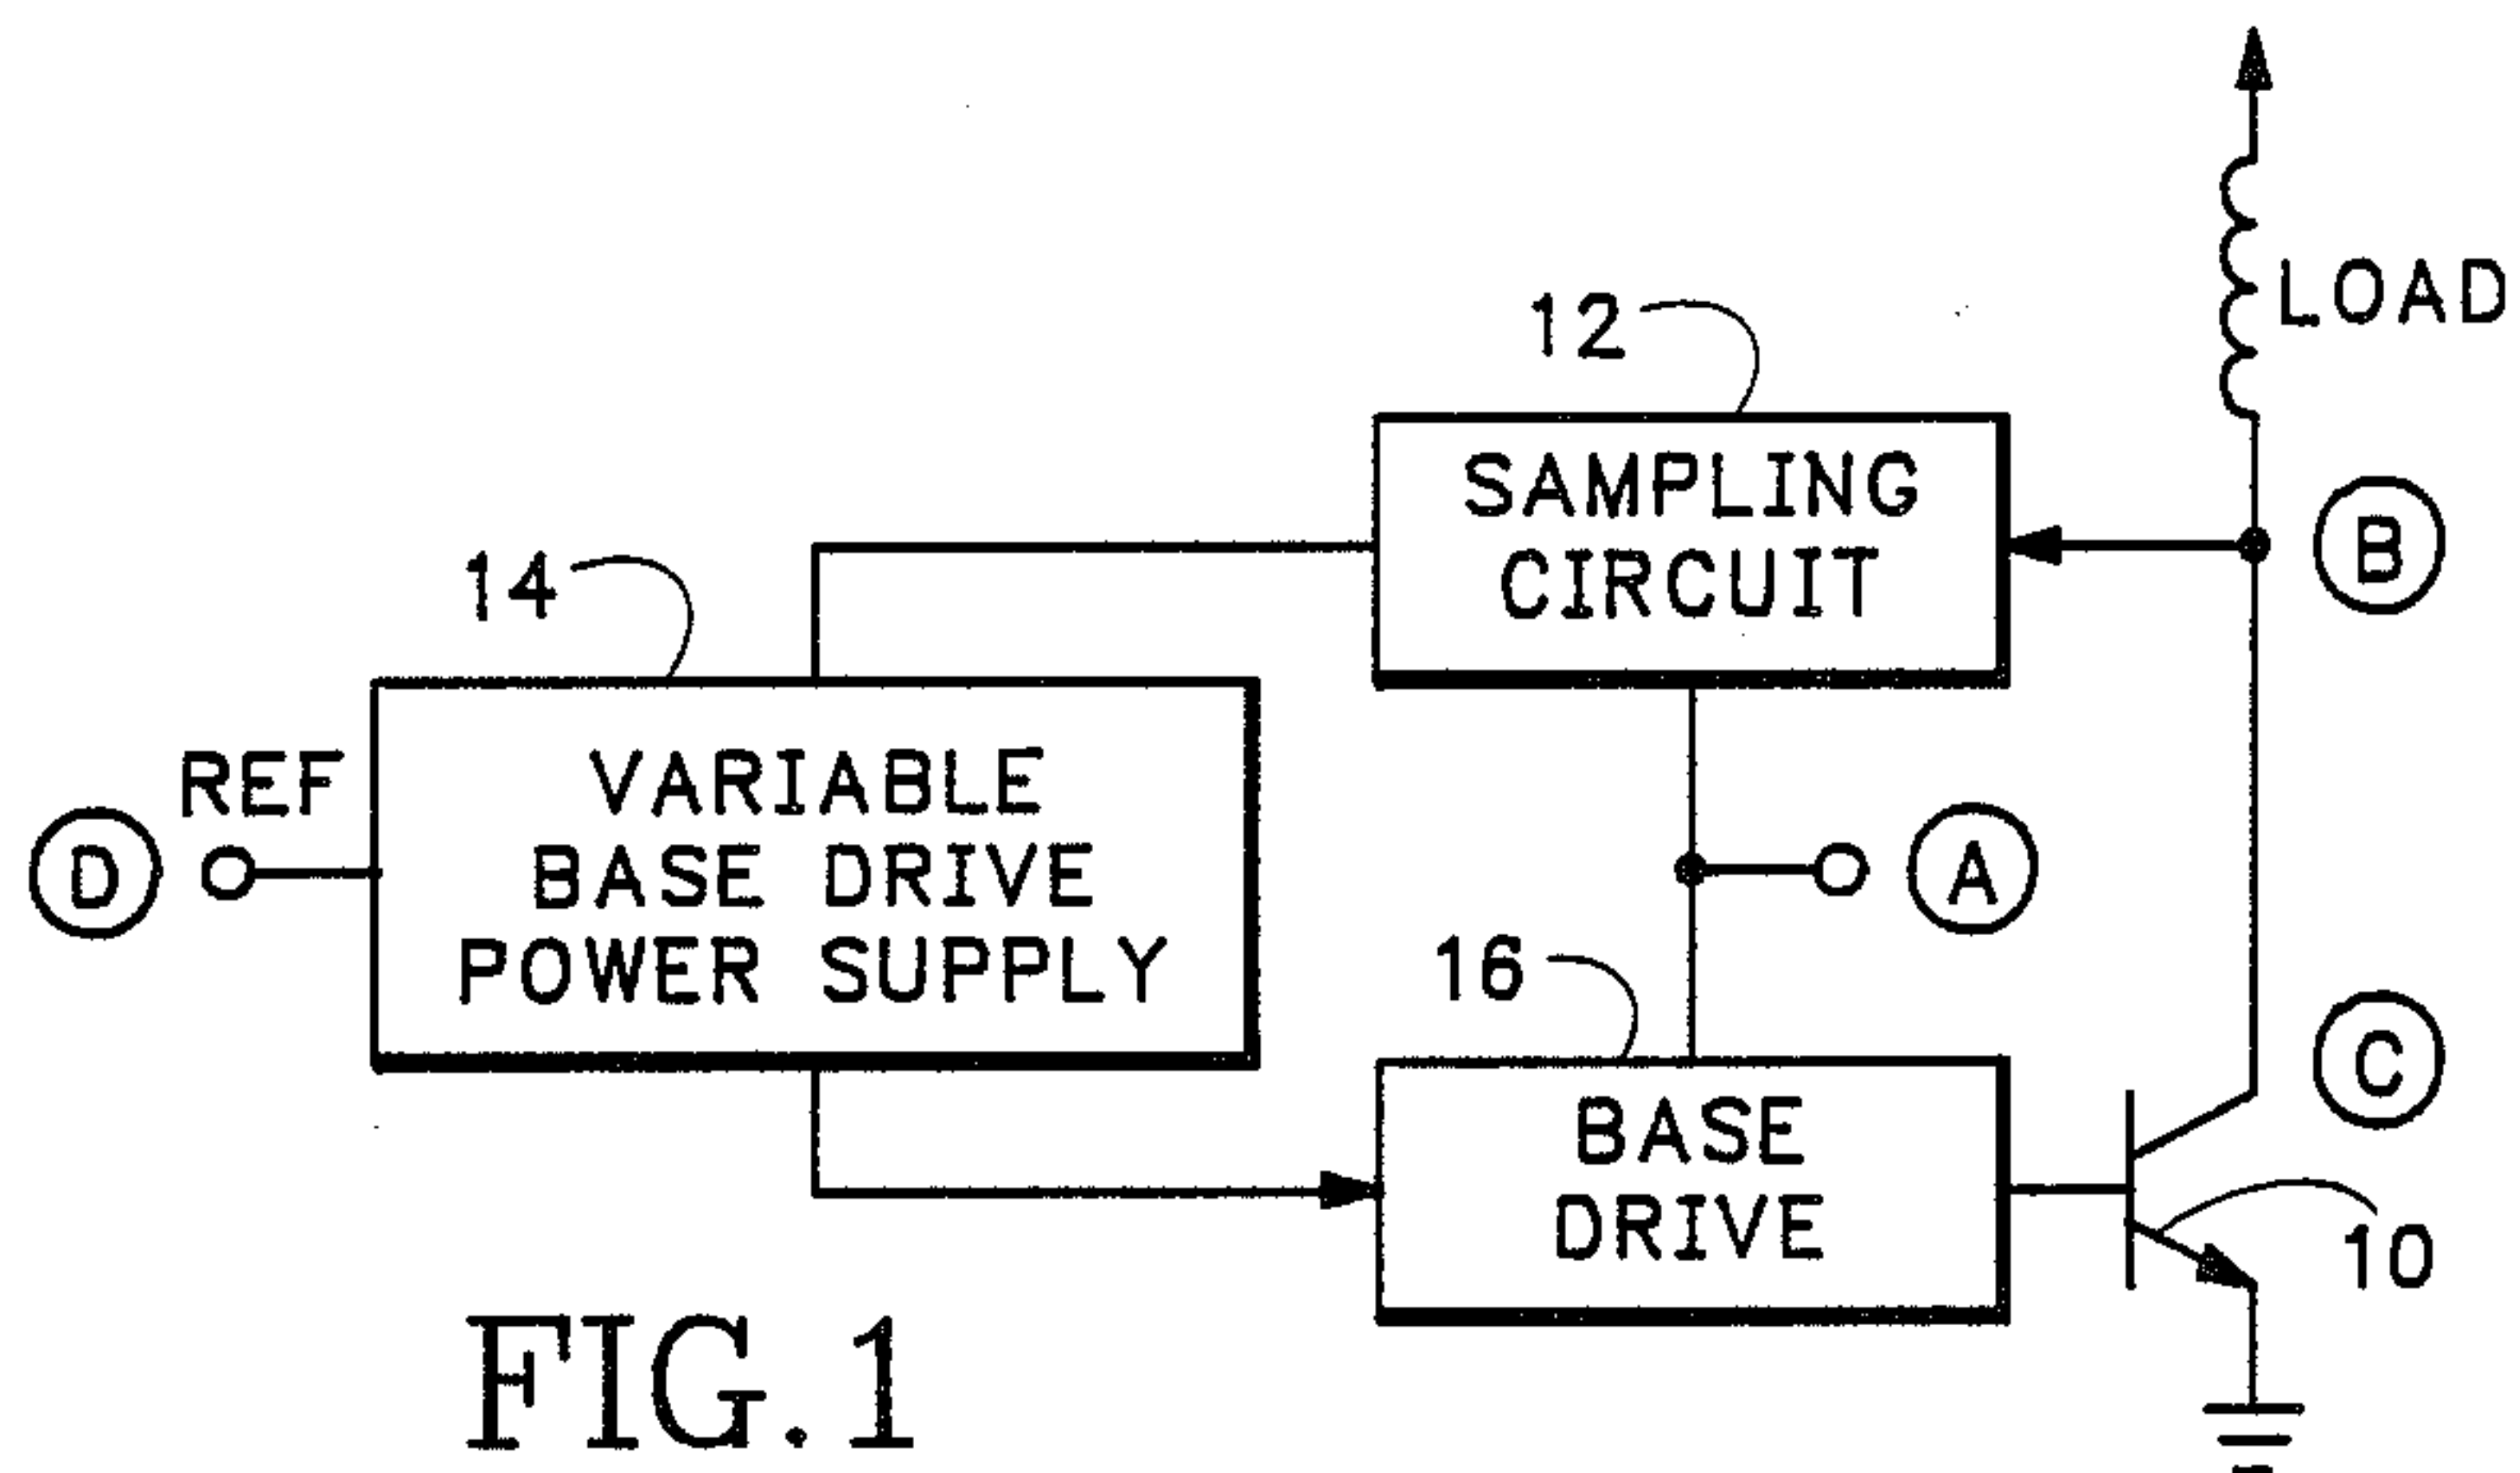 LOAD
12
SAMPLING
CIRCUIT
B
14
REF
D
VARIABLE
BASE DRIVE
POWER SUPPLY
A
16
C
BASE
DRIVE
10
FIG. 1